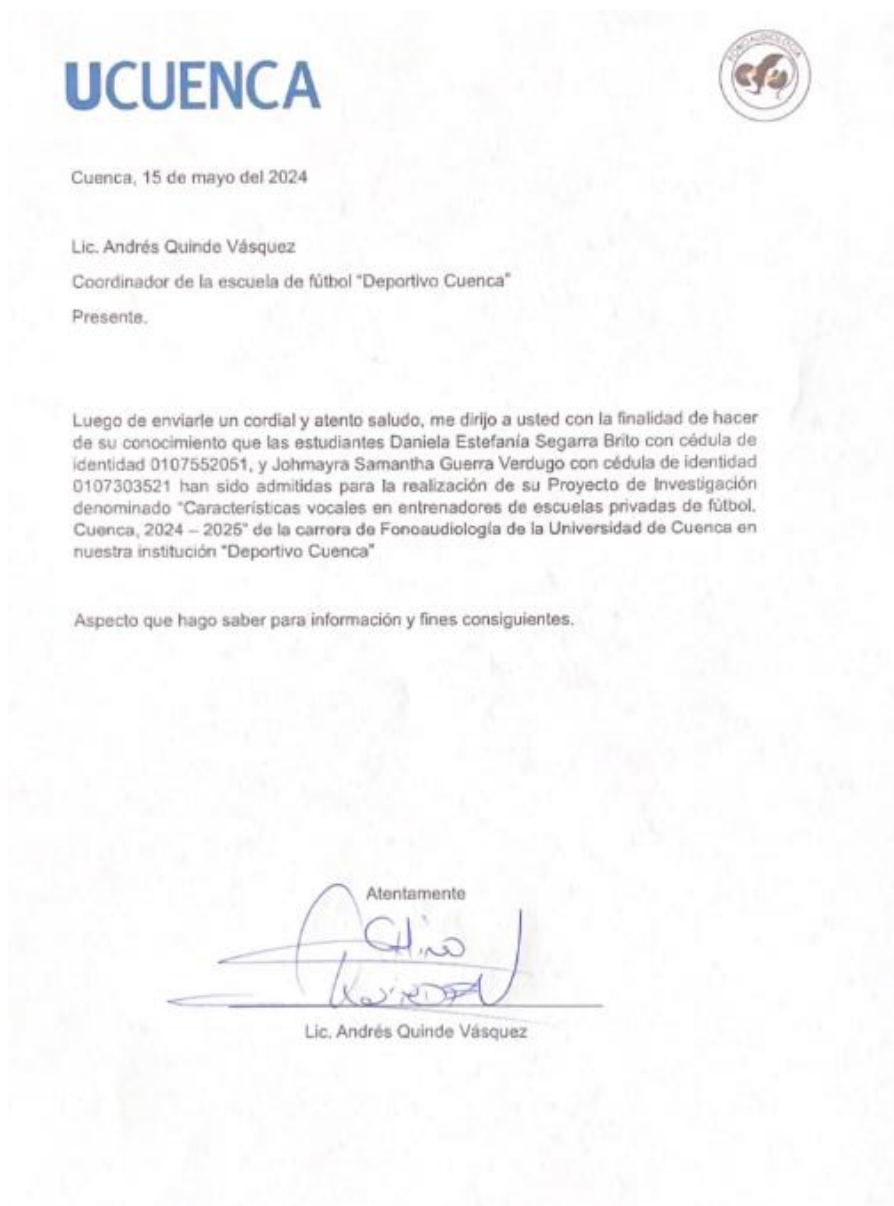 UCUENCA
FONOAUDIOLOGÍA
Cuenca, 15 de mayo del 2024
Lic. Andrés Quinde Vásquez
Coordinador de la escuela de fútbol "Deportivo Cuenca"
Presente.
Luego de enviarle un cordial y atento saludo, me dirijo a usted con la finalidad de hacer
de su conocimiento que las estudiantes Daniela Estefanía Segarra Brito con cédula de
identidad 0107552051, y Johmayra Samantha Guerra Verdugo con cédula de identidad
0107303521 han sido admitidas para la realización de su Proyecto de Investigación
denominado "Características vocales en entrenadores de escuelas privadas de fútbol.
Cuenca, 2024 – 2025" de la carrera de Fonoaudiología de la Universidad de Cuenca en
nuestra institución "Deportivo Cuenca"
Aspecto que hago saber para información y fines consiguientes.
Atentamente
Lic. Andrés Quinde Vásquez